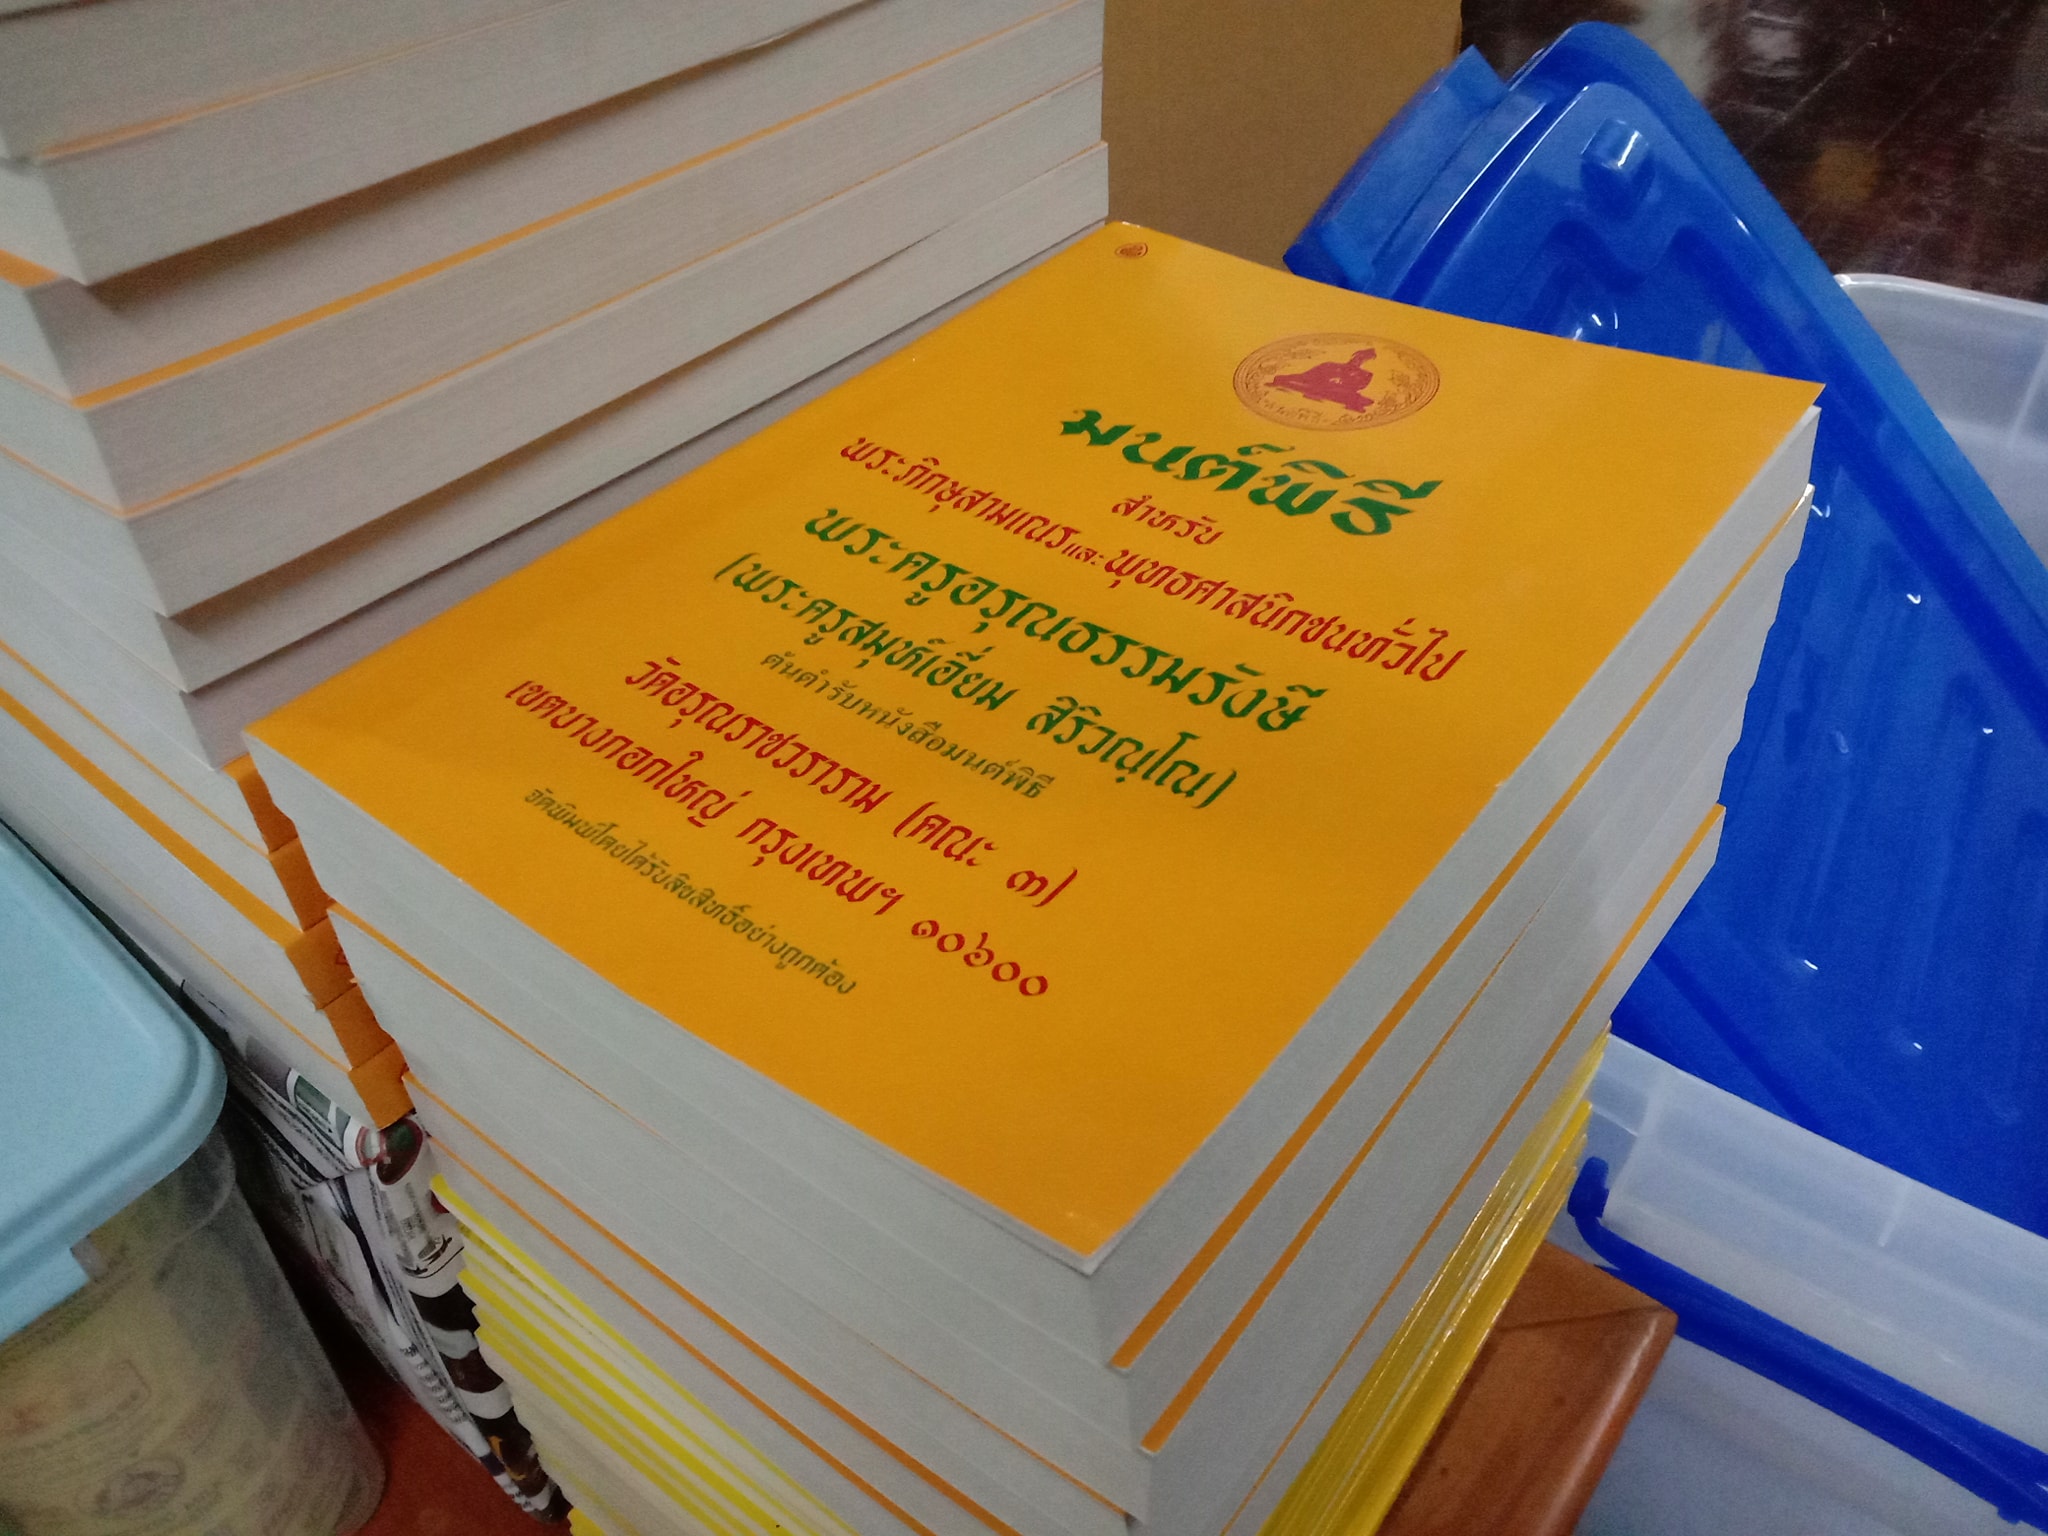 มนต์พิธี
สำหรับ
พระภิกษุสามเณรและพุทธศาสนิกชนทั่วไป
พระครูอรุณธรรมรังษี
(พระครูสมุห์เอี่ยม สิริวณฺโณ)
ต้นตำรับหนังสือมนต์พิธี
วัดอรุณราชวราราม (คณะ ๓)
เขตบางกอกใหญ่ กรุงเทพฯ ๑๐๖๐๐
จัดพิมพ์โดยได้รับลิขสิทธิ์อย่างถูกต้อง